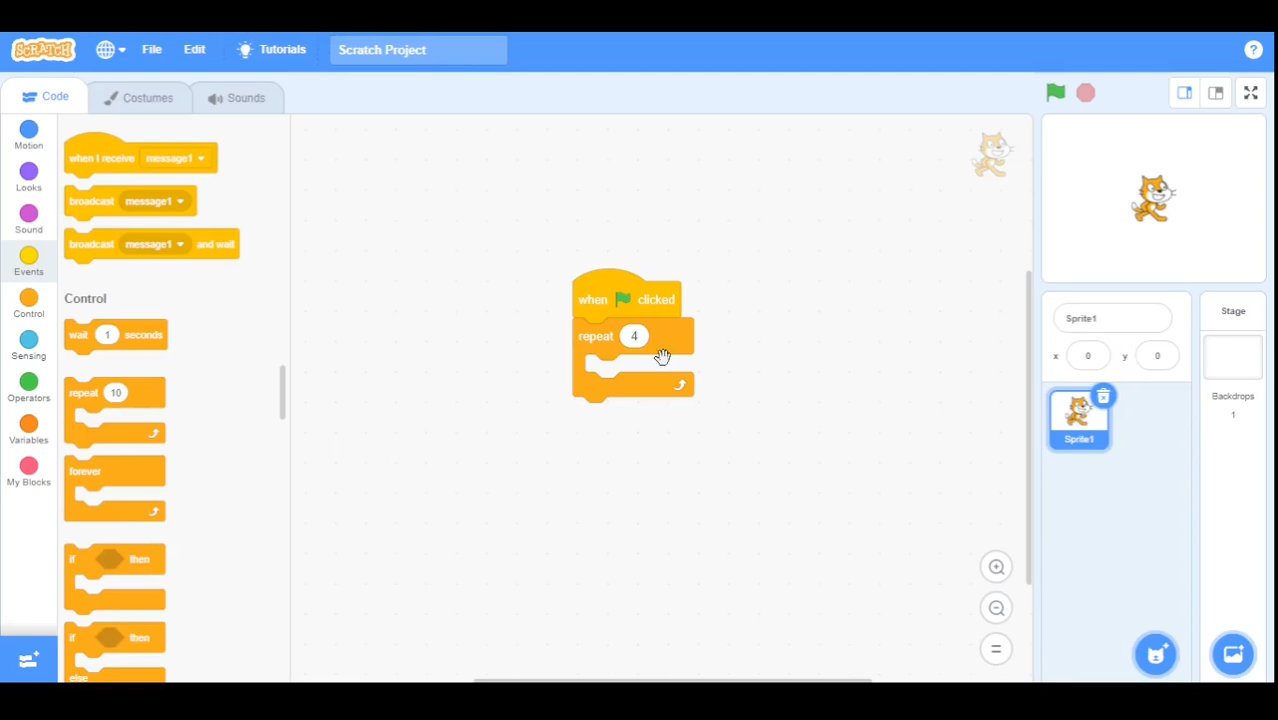 SCRATCH File Edit Tutorials Scratch Project ?
Code Costumes Sounds
Motion
Looks
Sound
Events
Control
Sensing
Operators
Variables
My Blocks
when I receive message1
broadcast message1
broadcast message1 and wait
Control
wait 1 seconds
repeat 10
forever
if then
if then
else
when clicked
repeat 4
Sprite1
x 0 y 0
Sprite1
Stage
Backdrops
1